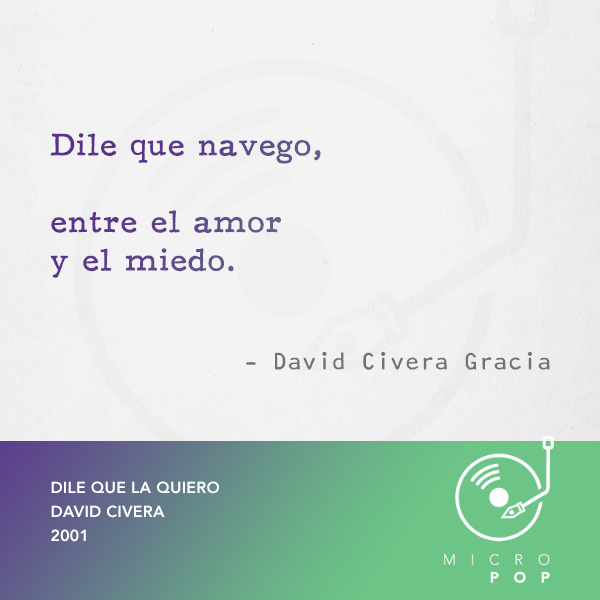 Dile que navego,
entre el amor
y el miedo.
– David Civera Gracia
DILE QUE LA QUIERO
DAVID CIVERA
2001
MICRO
POP